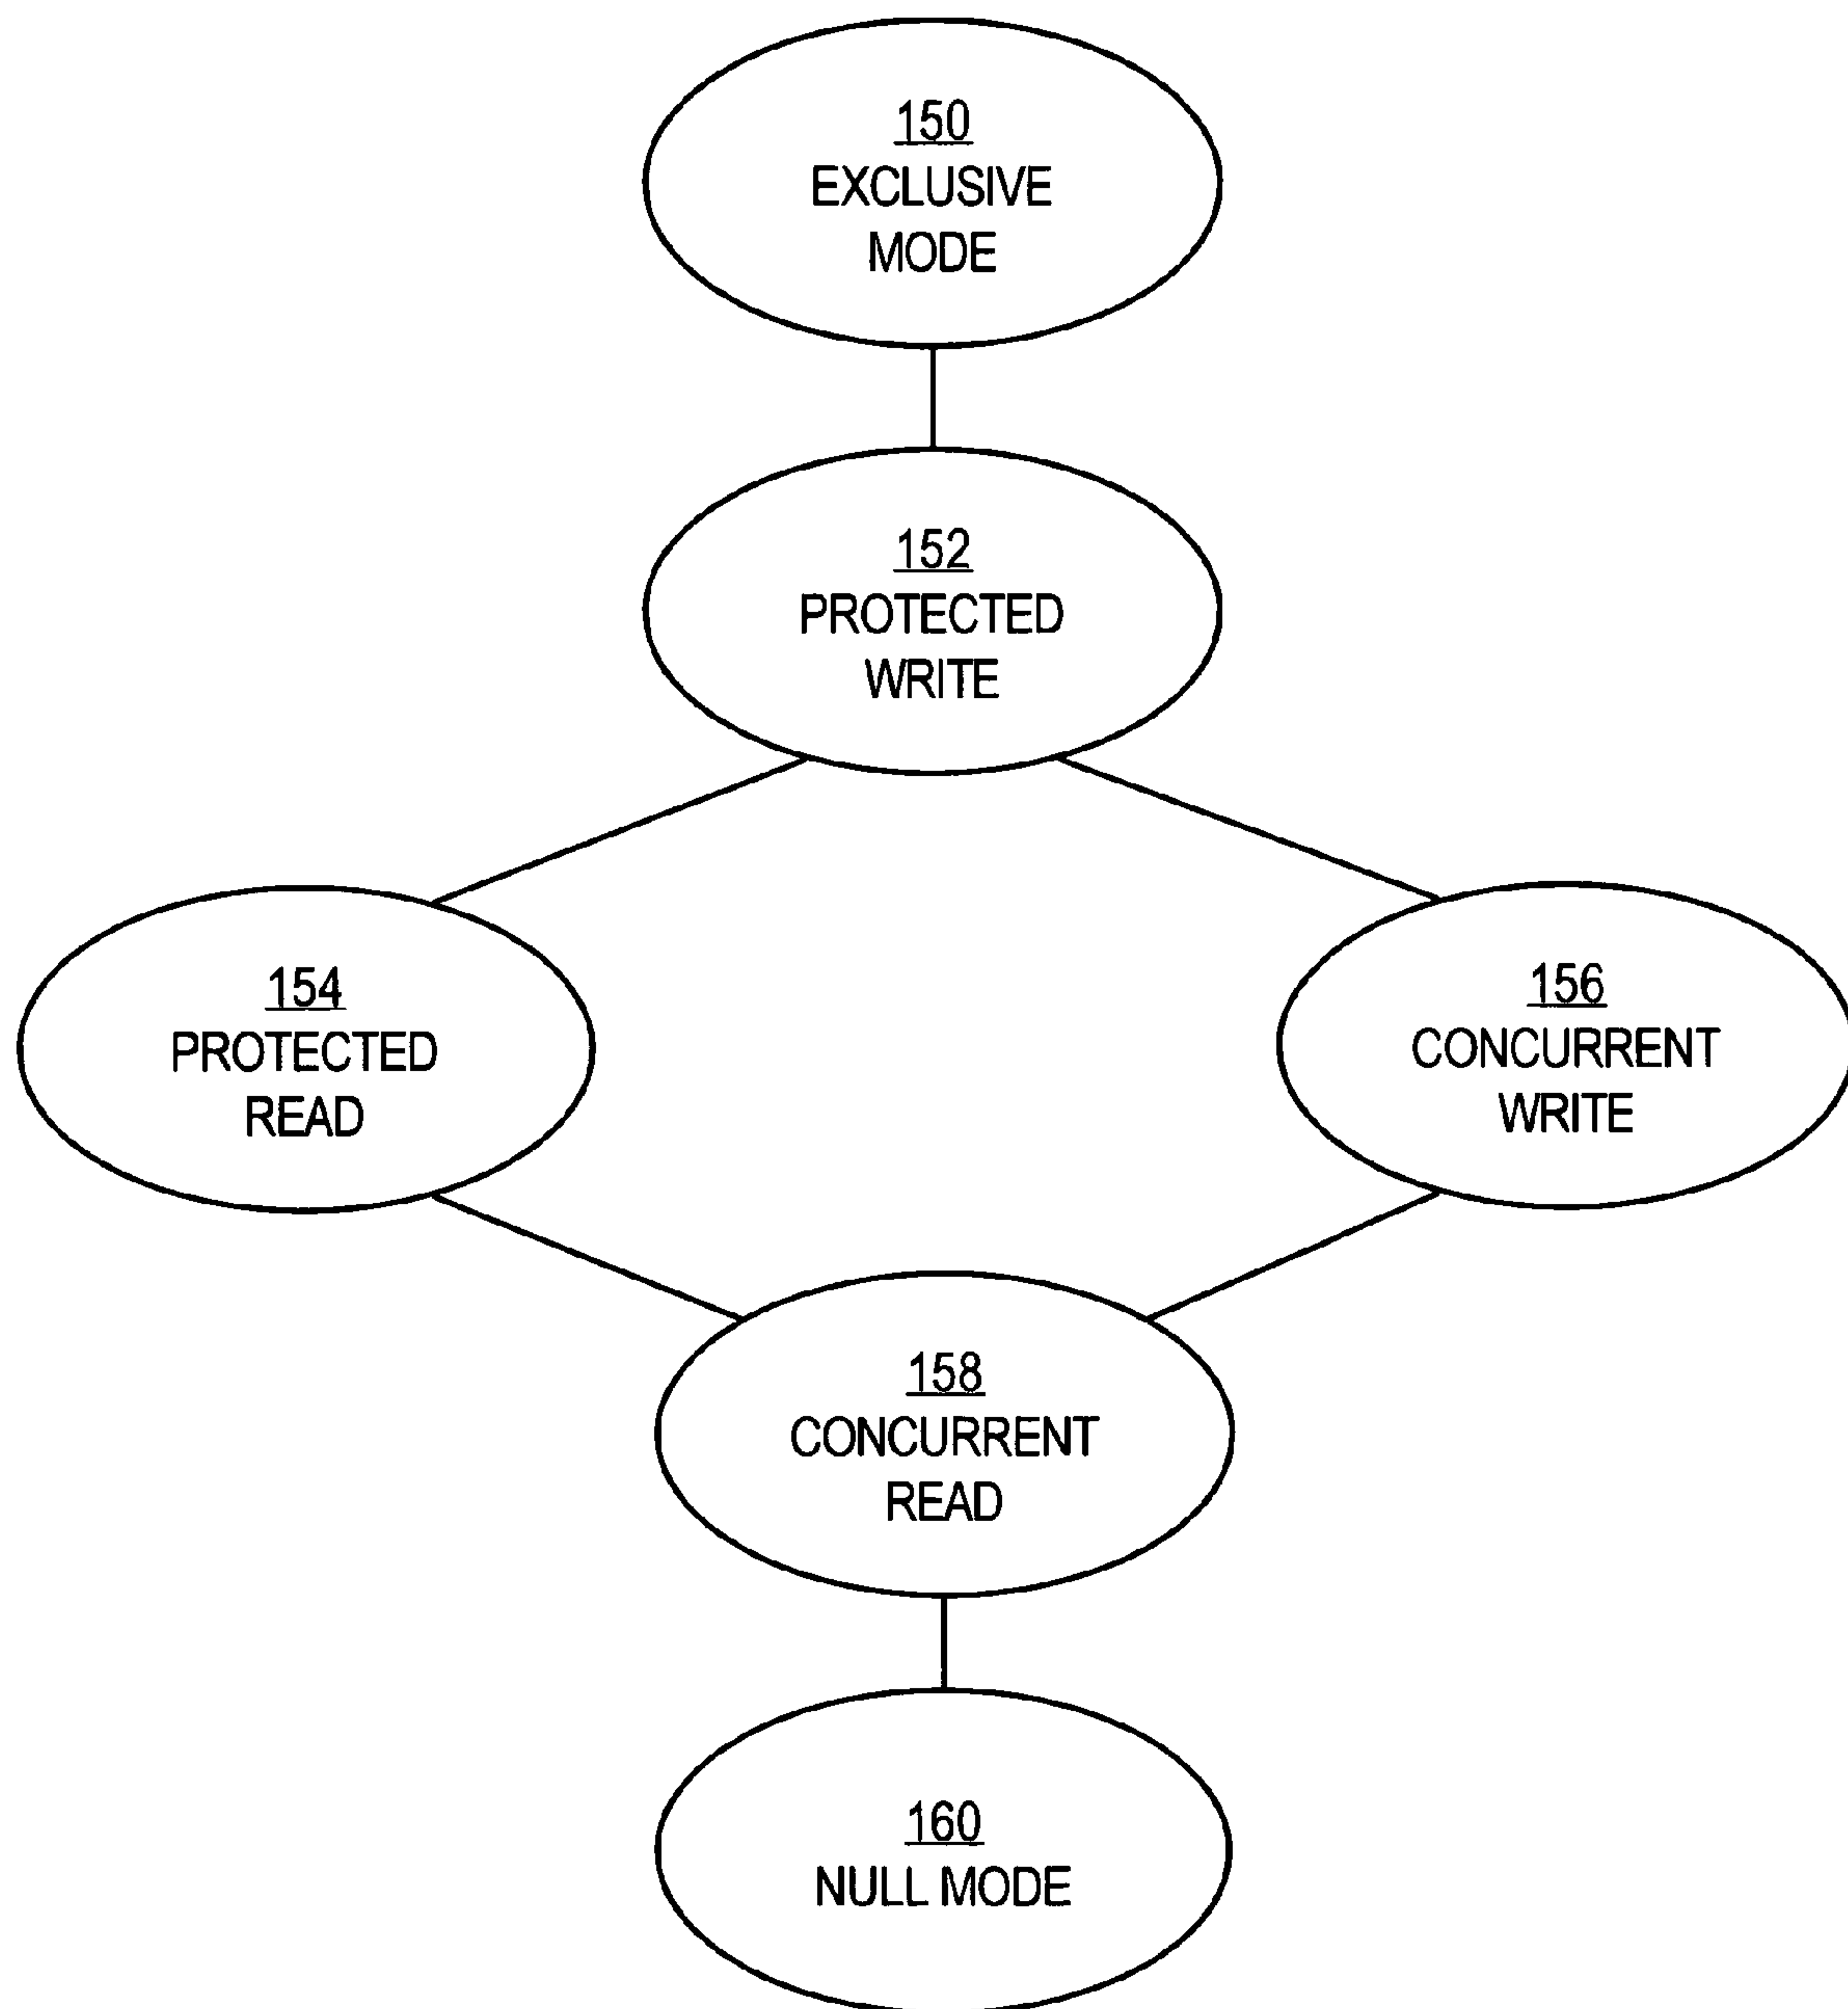 150
EXCLUSIVE
MODE
152
PROTECTED
WRITE
154
PROTECTED
READ
156
CONCURRENT
WRITE
158
CONCURRENT
READ
160
NULL MODE